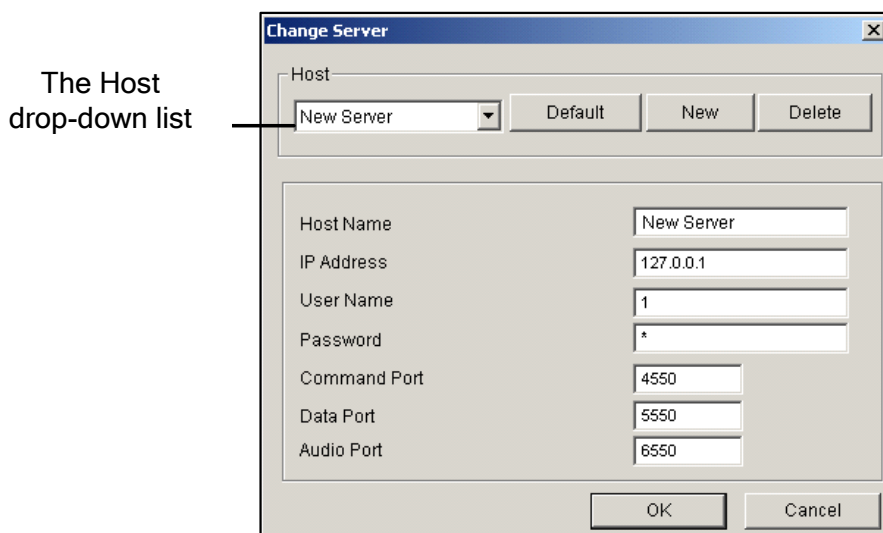 Change Server
The Host
drop-down list
Host
New Server
Default
New
Delete
Host Name
New Server
IP Address
127.0.0.1
User Name
1
Password
*
Command Port
4550
Data Port
5550
Audio Port
6550
OK
Cancel